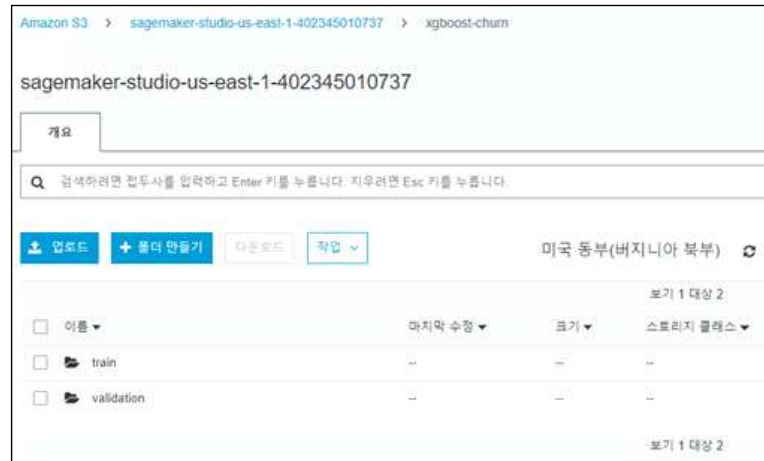 Amazon S3 > sagemaker-studio-us-east-1-402345010737 > xgboost-churn
sagemaker-studio-us-east-1-402345010737
개요
검색하려면 접두사를 입력하고 Enter 키를 누릅니다. 지우려면 Esc 키를 누릅니다.
업로드 + 폴더 만들기 다운로드 작업 미국 동부(버지니아 북부)
보기 1 대상 2
이름 마지막 수정 크기 스토리지 클래스
train -- -- --
validation -- -- --
보기 1 대상 2